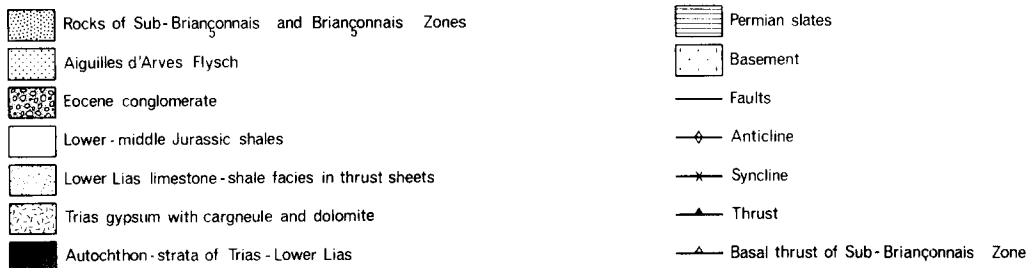 Rocks of Sub-Briançonnais and Briançonnais Zones
Aiguilles d'Arves Flysch
Eocene conglomerate
Lower-middle Jurassic shales
Lower Lias limestone-shale facies in thrust sheets
Trias gypsum with cargneule and dolomite
Autochthon-strata of Trias-Lower Lias
Permian slates
Basement
Faults
Anticline
Syncline
Thrust
Basal thrust of Sub-Briançonnais Zone